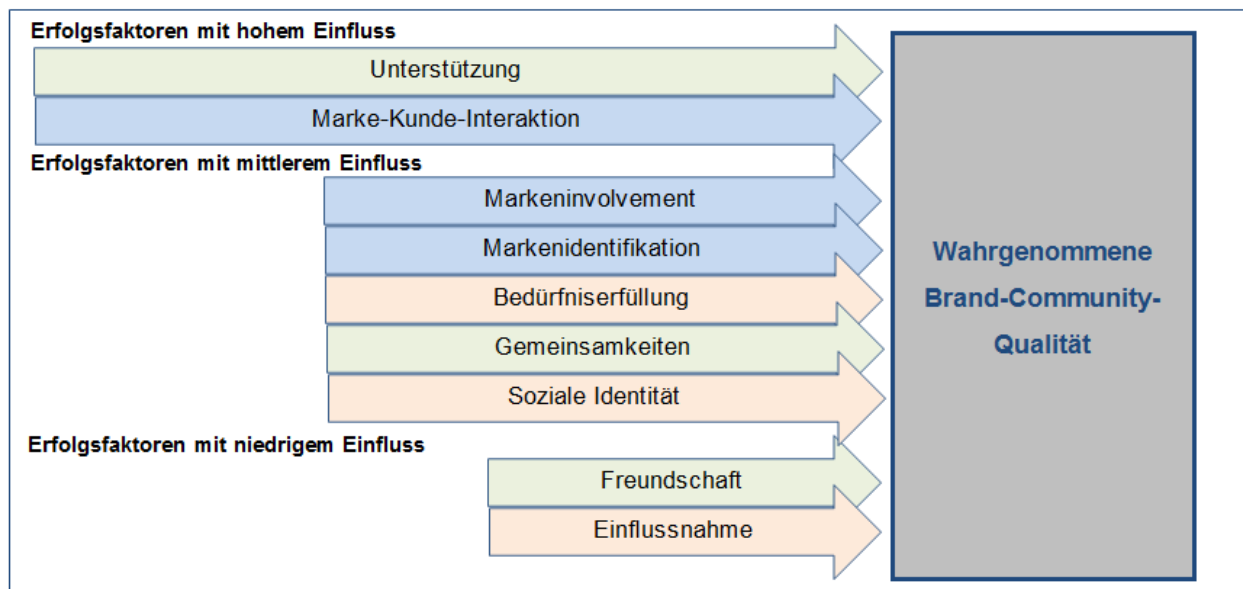 Erfolgsfaktoren mit hohem Einfluss
Unterstützung
Marke-Kunde-Interaktion
Erfolgsfaktoren mit mittlerem Einfluss
Markeninvolvement
Markenidentifikation
Bedürfniserfüllung
Gemeinsamkeiten
Soziale Identität
Erfolgsfaktoren mit niedrigem Einfluss
Freundschaft
Einflussnahme
Wahrgenommene
Brand-Community-
Qualität